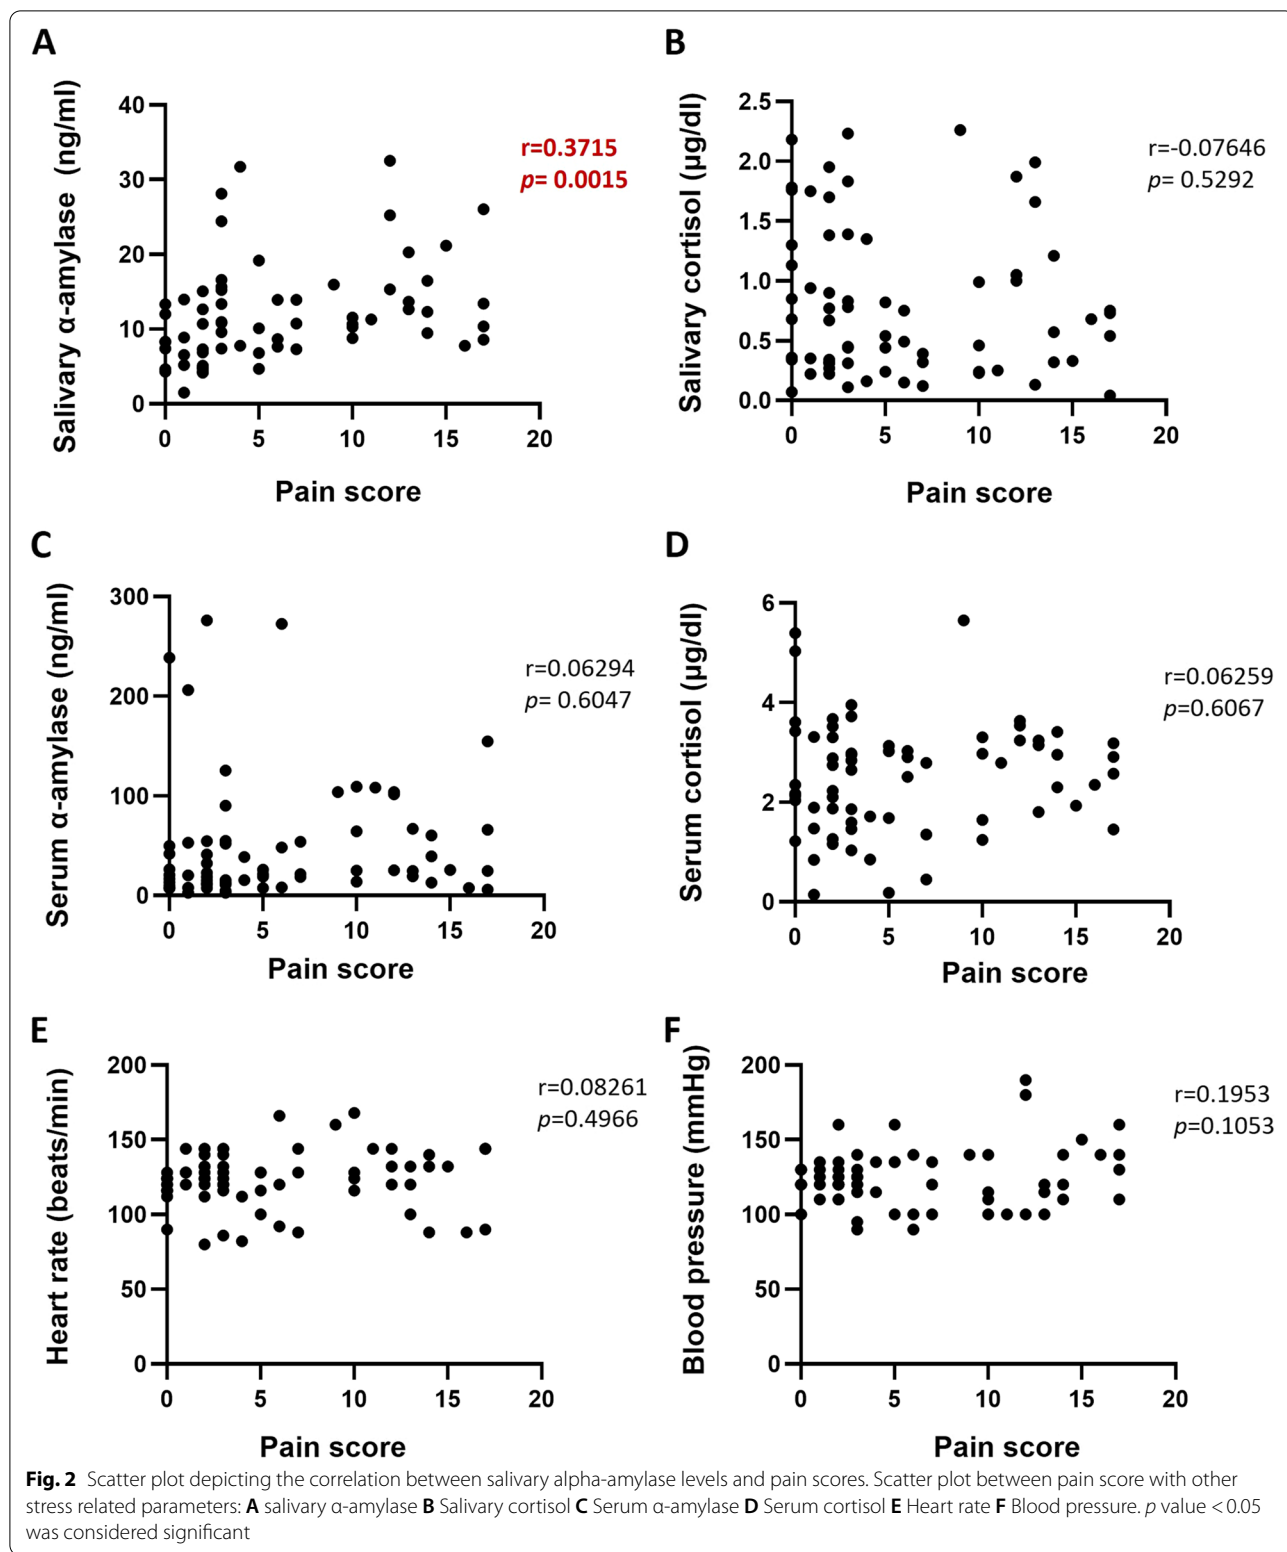 A
Salivary α-amylase (ng/ml)
40
30
20
10
0
0 5 10 15 20
Pain score
r=0.3715
p= 0.0015
B
Salivary cortisol (µg/dl)
2.5
2.0
1.5
1.0
0.5
0.0
0 5 10 15 20
Pain score
r=-0.07646
p= 0.5292
C
Serum α-amylase (ng/ml)
300
200
100
0
0 5 10 15 20
Pain score
r=0.06294
p= 0.6047
D
Serum cortisol (µg/dl)
6
4
2
0
0 5 10 15 20
Pain score
r=0.06259
p=0.6067
E
Heart rate (beats/min)
200
150
100
50
0
0 5 10 15 20
Pain score
r=0.08261
p=0.4966
F
Blood pressure (mmHg)
200
150
100
50
0
0 5 10 15 20
Pain score
r=0.1953
p=0.1053
Fig. 2 Scatter plot depicting the correlation between salivary alpha-amylase levels and pain scores. Scatter plot between pain score with other
stress related parameters: A salivary α-amylase B Salivary cortisol C Serum α-amylase D Serum cortisol E Heart rate F Blood pressure. p value < 0.05
was considered significant